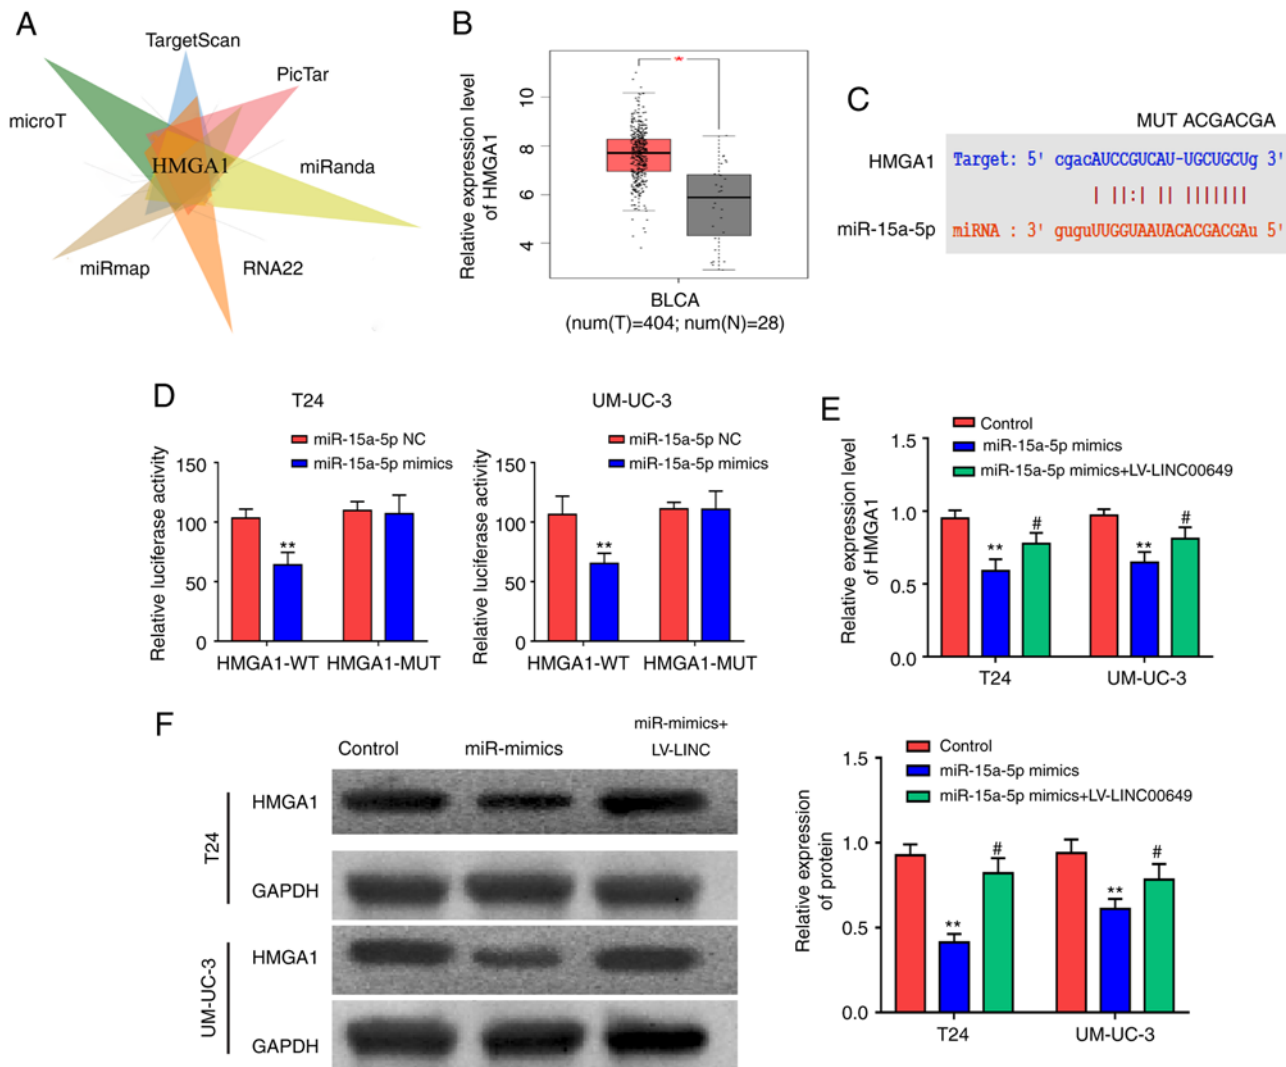 A
TargetScan
PicTar
microT
HMGA1
miRanda
miRmap
RNA22
B
Relative expression level
of HMGA1
10
8
6
4
*
BLCA
(num(T)=404; num(N)=28)
C
MUT ACGACGA
HMGA1
Target: 5' cgacAUCCGUCAU-UGCUGCUg 3'
| ||:| || |||||||
miR-15a-5p
miRNA : 3' guguUUGGUAAUACACGACGAu 5'
D
T24
miR-15a-5p NC
miR-15a-5p mimics
Relative luciferase activity
150
100
50
0
**
HMGA1-WT
HMGA1-MUT
UM-UC-3
miR-15a-5p NC
miR-15a-5p mimics
Relative luciferase activity
150
100
50
0
**
HMGA1-WT
HMGA1-MUT
E
Control
miR-15a-5p mimics
miR-15a-5p mimics+LV-LINC00649
Relative expression level
of HMGA1
1.5
1.0
0.5
0.0
**
#
**
#
T24
UM-UC-3
F
Control
miR-mimics
miR-mimics+
LV-LINC
T24
HMGA1
GAPDH
UM-UC-3
HMGA1
GAPDH
Control
miR-15a-5p mimics
miR-15a-5p mimics+LV-LINC00649
Relative expression
of protein
1.5
1.0
0.5
0.0
**
#
**
#
T24
UM-UC-3